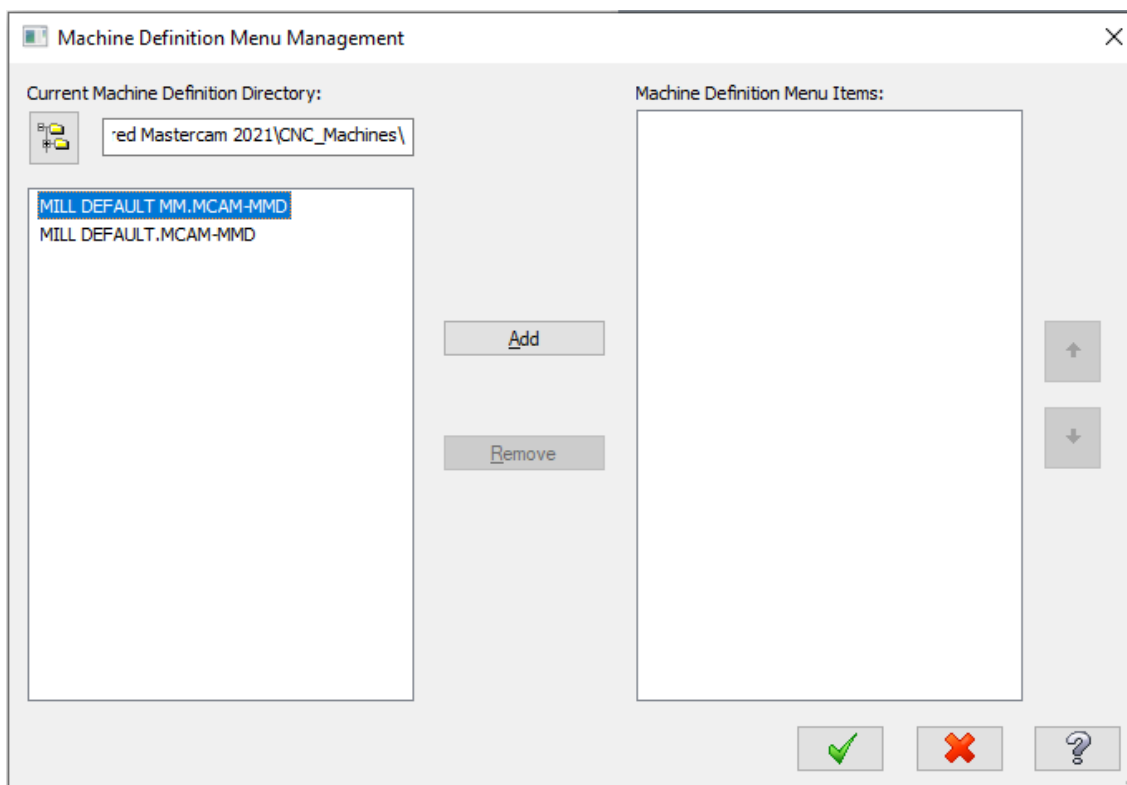 Machine Definition Menu Management
Current Machine Definition Directory:
Machine Definition Menu Items:
red Mastercam 2021\CNC_Machines\
MILL DEFAULT MM.MCAM-MMD
MILL DEFAULT.MCAM-MMD
Add
Remove